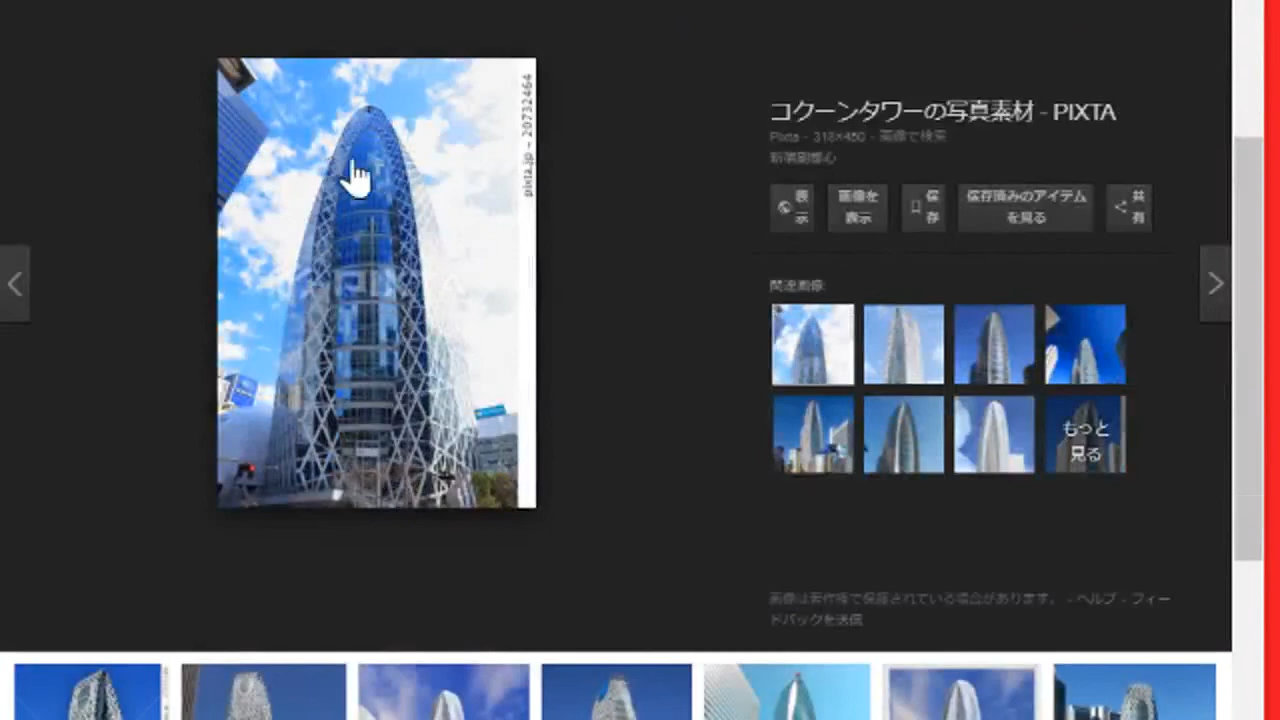 pixta.jp - 20732464
コクーンタワーの写真素材 - PIXTA
Pixta - 318×450 - 画像で検索
新宿副都心
表示
画像を表示
保存
保存済みのアイテムを見る
共有
関連画像
もっと
見る
画像は著作権で保護されている場合があります。 - ヘルプ - フィー
ドバックを送信